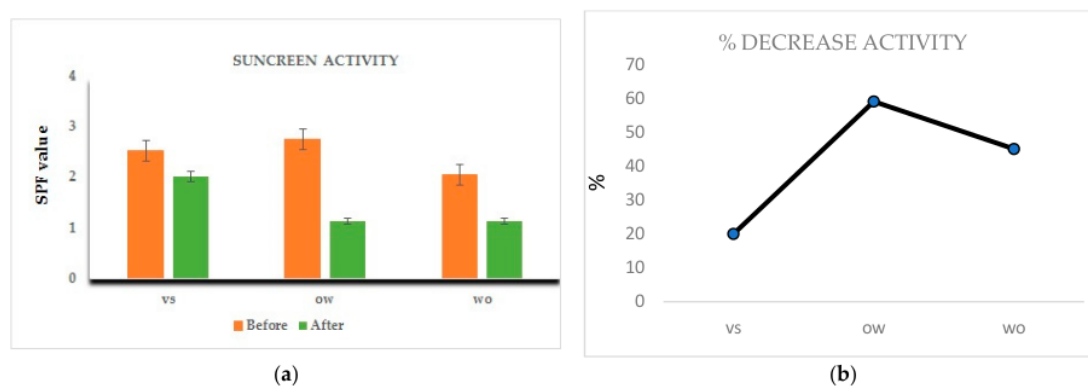 SUNCREEN ACTIVITY
SPF value
4
3
2
1
0
vs
ow
wo
Before
After
(a)
% DECREASE ACTIVITY
%
70
60
50
40
30
20
10
0
vs
ow
wo
(b)